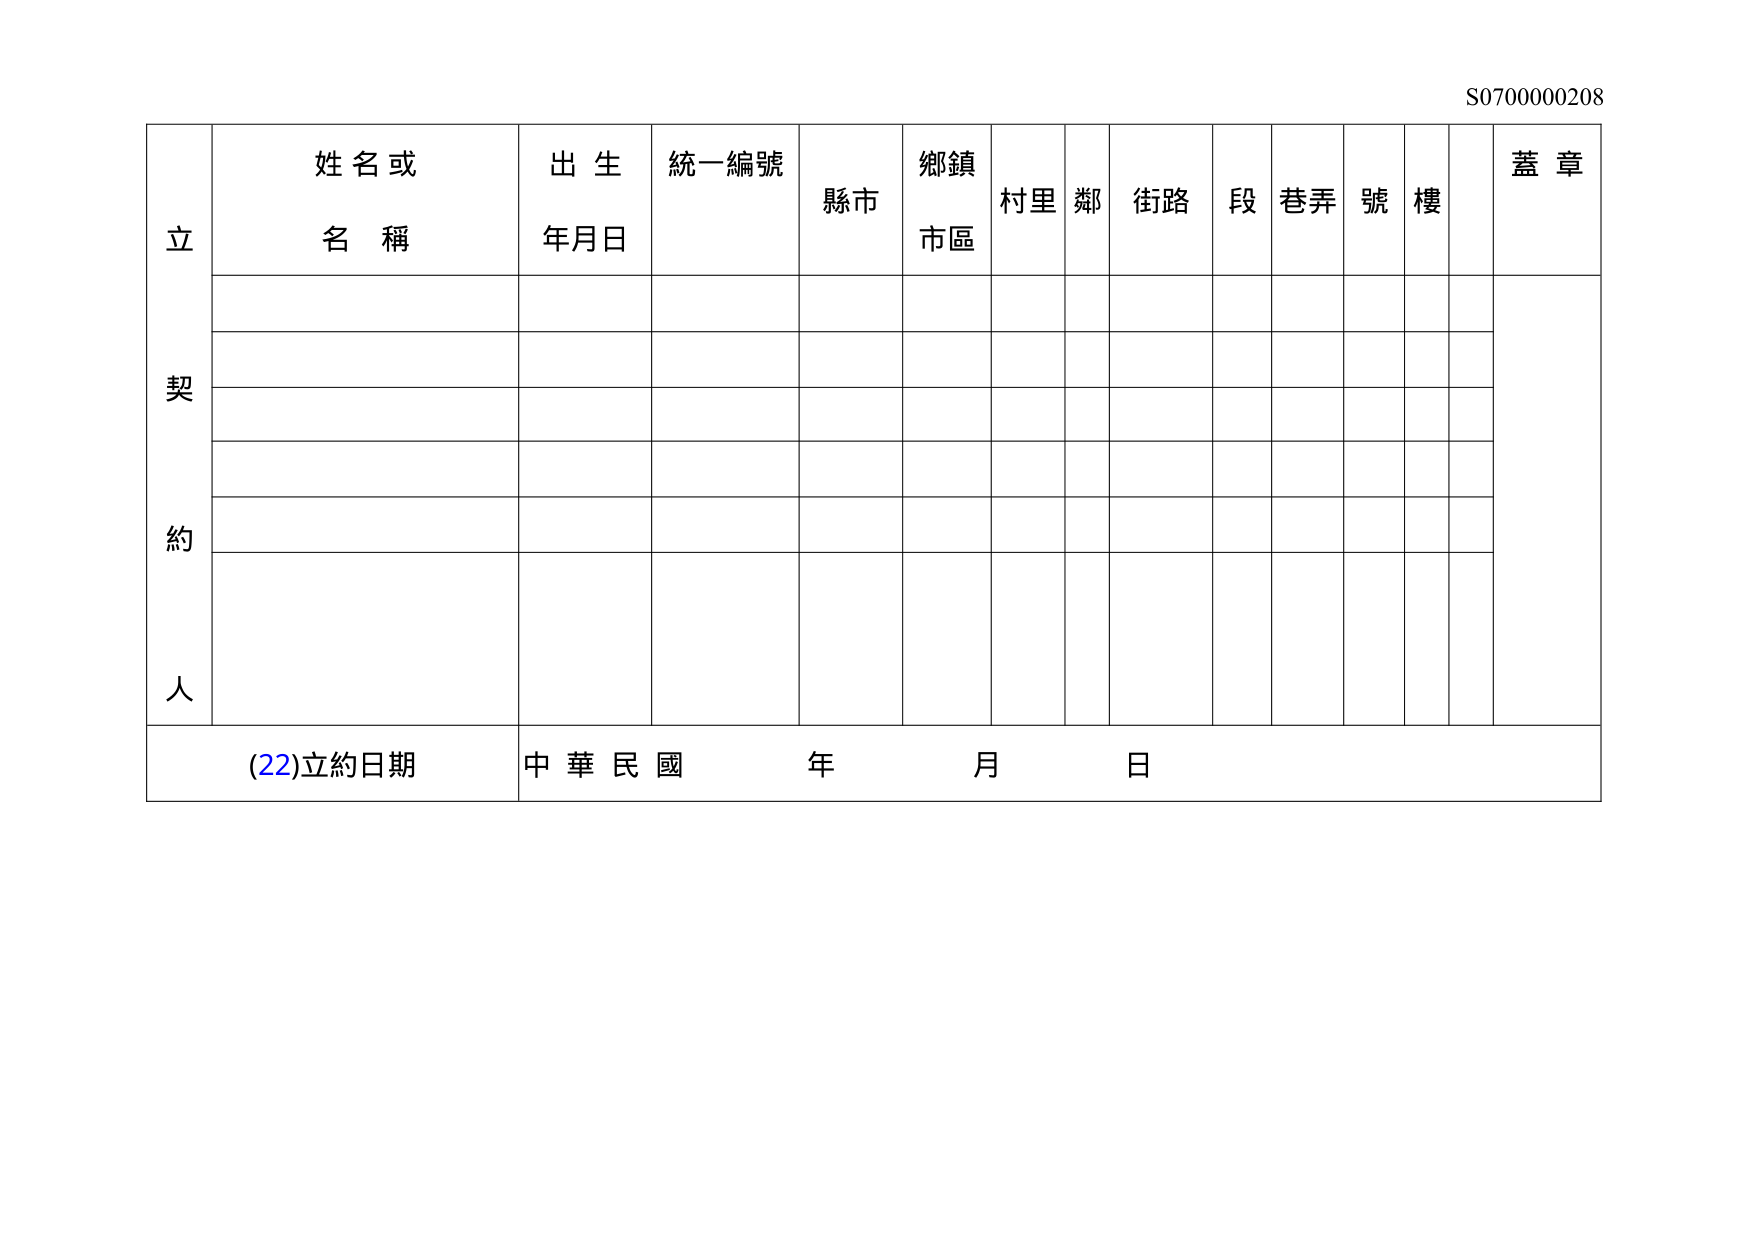 S0700000208
立契約人
姓名或名稱 出生年月日 統一編號 縣市 鄉鎮市區 村里 鄰 街路 段 巷弄 號 樓 蓋章
(22)立約日期 中華民國 年 月 日